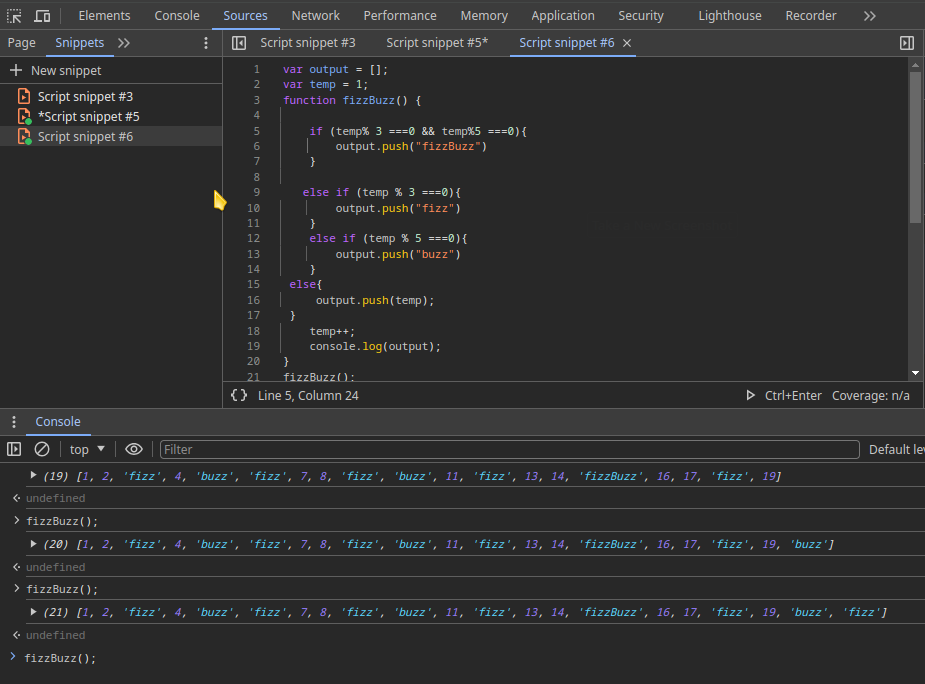 Elements Console Sources Network Performance Memory Application Security Lighthouse Recorder
Page Snippets
Script snippet #3 Script snippet #5* Script snippet #6
New snippet
Script snippet #3
*Script snippet #5
Script snippet #6
1 var output = [];
2 var temp = 1;
3 function fizzBuzz() {
4
5 if (temp% 3 ===0 && temp%5 ===0){
6 output.push("fizzBuzz")
7 }
8
9 else if (temp % 3 ===0){
10 output.push("fizz")
11 }
12 else if (temp % 5 ===0){
13 output.push("buzz")
14 }
15 else{
16 output.push(temp);
17 }
18 temp++;
19 console.log(output);
20 }
21 fizzBuzz();
{} Line 5, Column 24 Ctrl+Enter Coverage: n/a
Console
top Filter Default lev
(19) [1, 2, 'fizz', 4, 'buzz', 'fizz', 7, 8, 'fizz', 'buzz', 11, 'fizz', 13, 14, 'fizzBuzz', 16, 17, 'fizz', 19]
undefined
fizzBuzz();
(20) [1, 2, 'fizz', 4, 'buzz', 'fizz', 7, 8, 'fizz', 'buzz', 11, 'fizz', 13, 14, 'fizzBuzz', 16, 17, 'fizz', 19, 'buzz']
undefined
fizzBuzz();
(21) [1, 2, 'fizz', 4, 'buzz', 'fizz', 7, 8, 'fizz', 'buzz', 11, 'fizz', 13, 14, 'fizzBuzz', 16, 17, 'fizz', 19, 'buzz', 'fizz']
undefined
fizzBuzz();